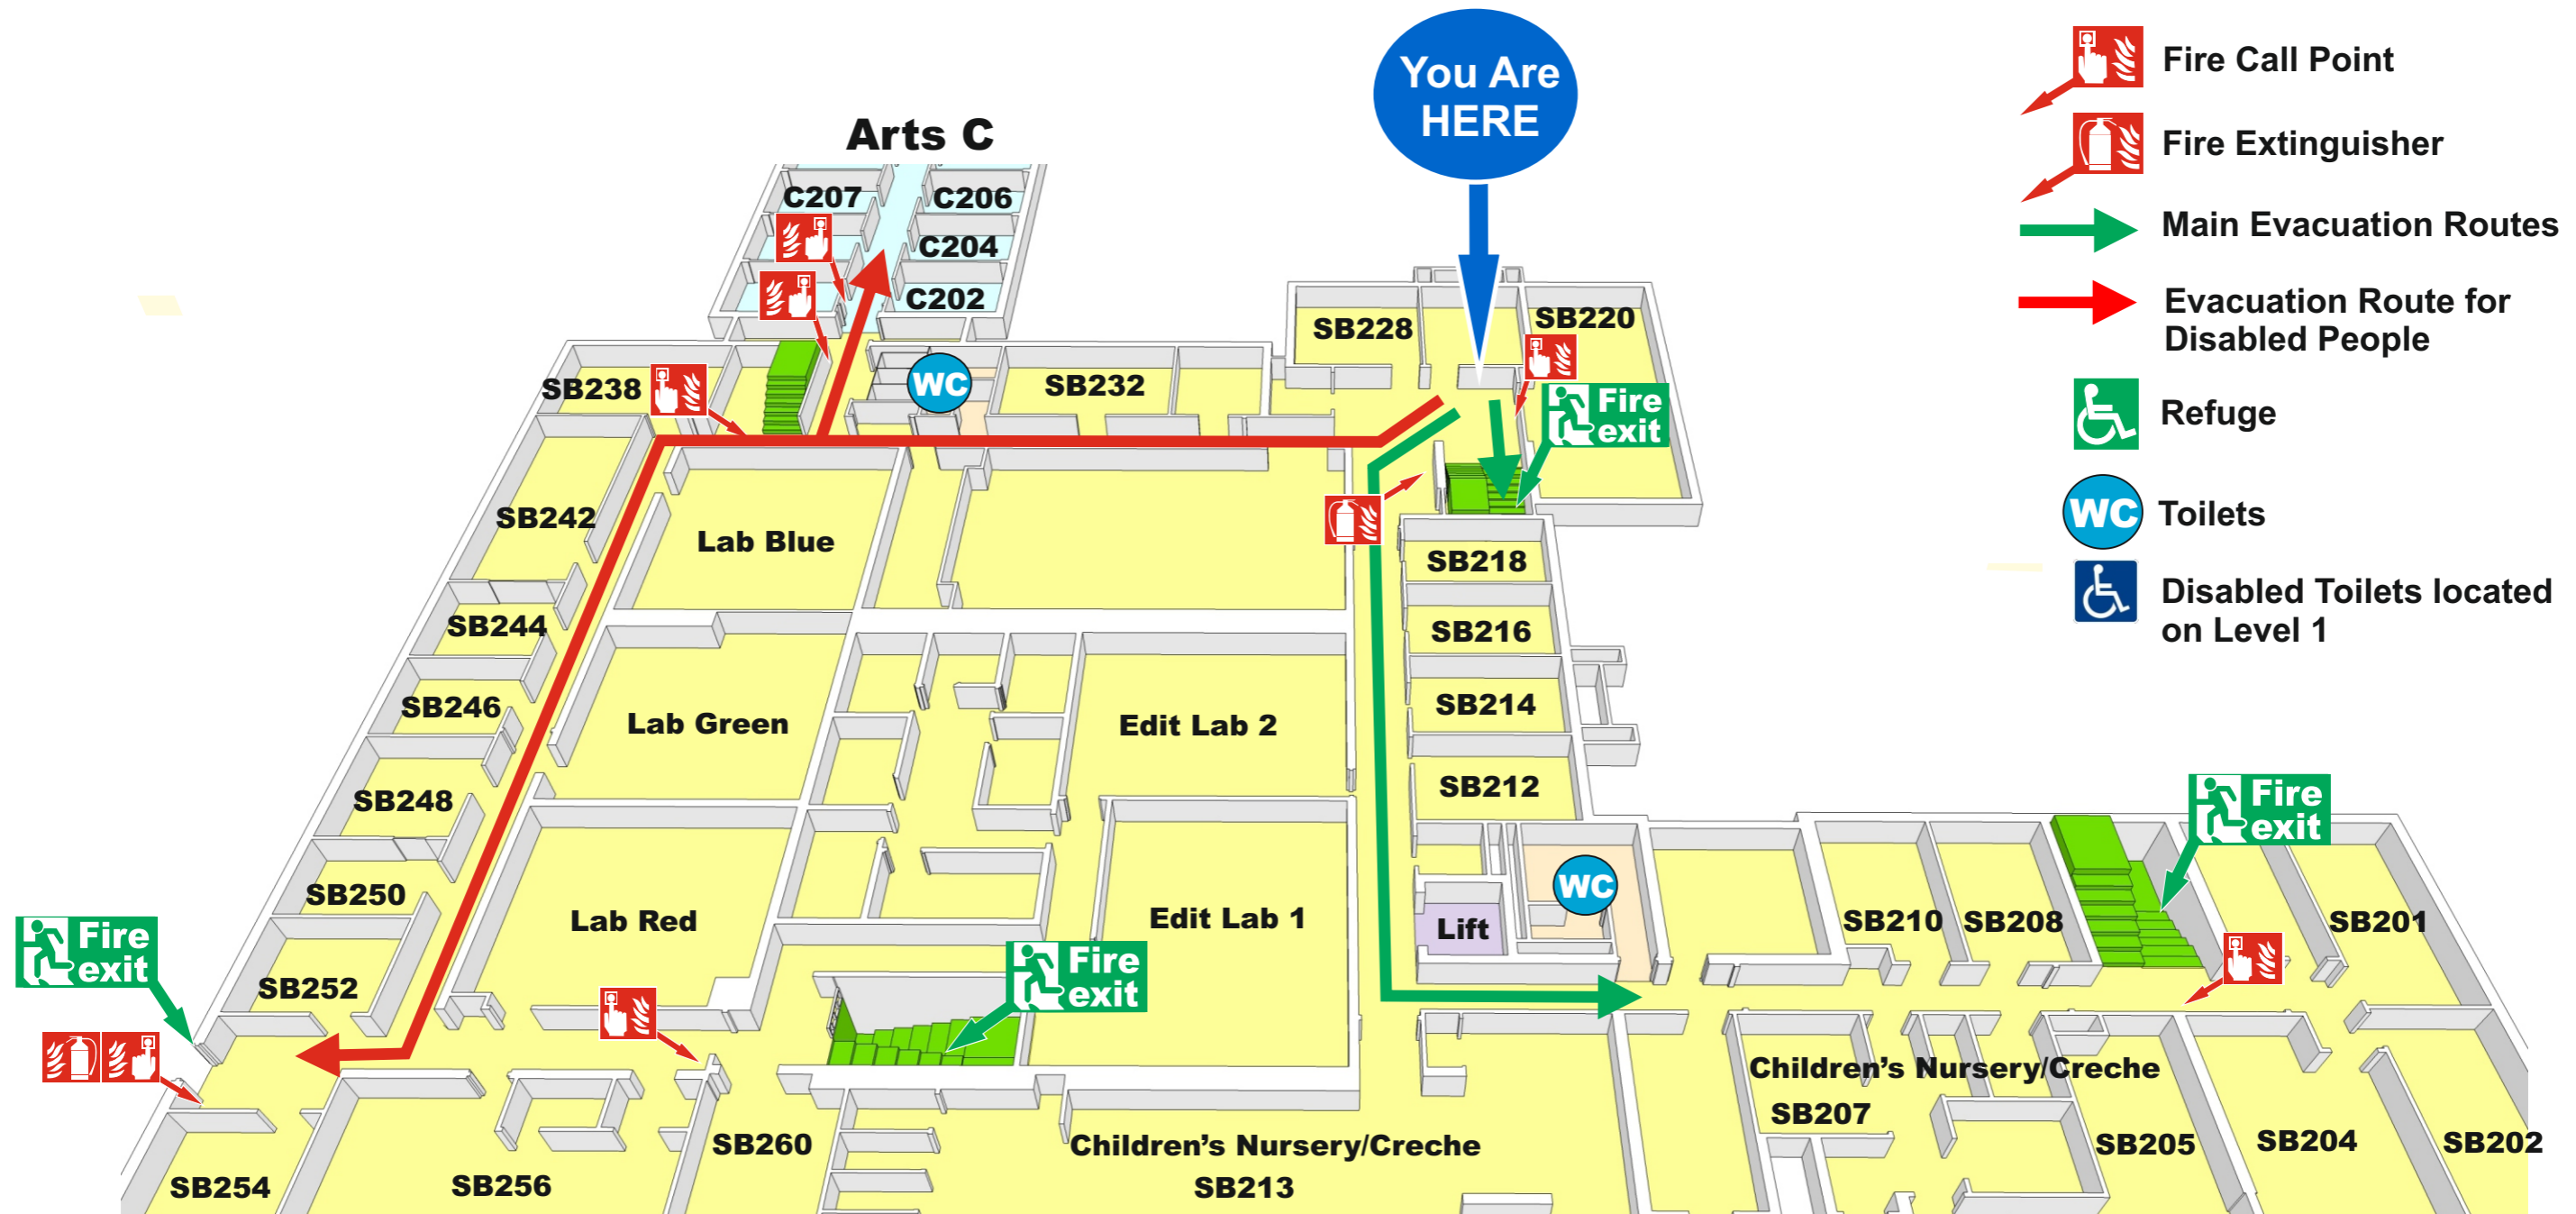 You Are
HERE
Arts C
C207
C206
C204
C202
Fire Call Point
Fire Extinguisher
Main Evacuation Routes
Evacuation Route for
Disabled People
Refuge
WC
Toilets
Disabled Toilets located
on Level 1
SB228
SB220
SB238
WC
SB232
Fire
exit
SB242
Lab Blue
SB218
SB244
SB216
SB246
Lab Green
Edit Lab 2
SB214
SB248
SB212
Fire
exit
SB250
Lab Red
Edit Lab 1
WC
Lift
SB210
SB208
SB201
Fire
exit
SB252
Fire
exit
Children's Nursery/Creche
SB207
SB260
Children's Nursery/Creche
SB213
SB205
SB204
SB202
SB254
SB256